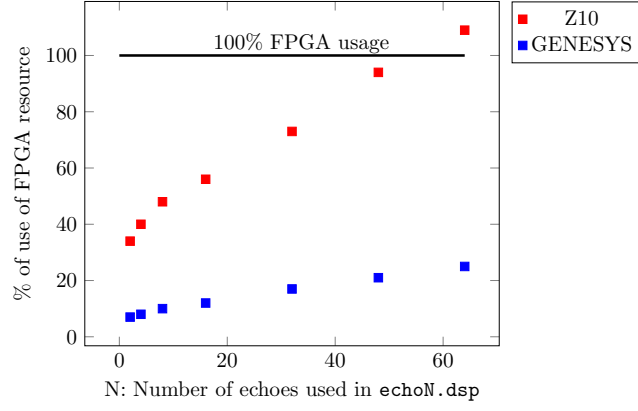 Z10
GENESYS
100% FPGA usage
% of use of FPGA resource
100
80
60
40
20
0
0
20
40
60
N: Number of echoes used in echoN.dsp